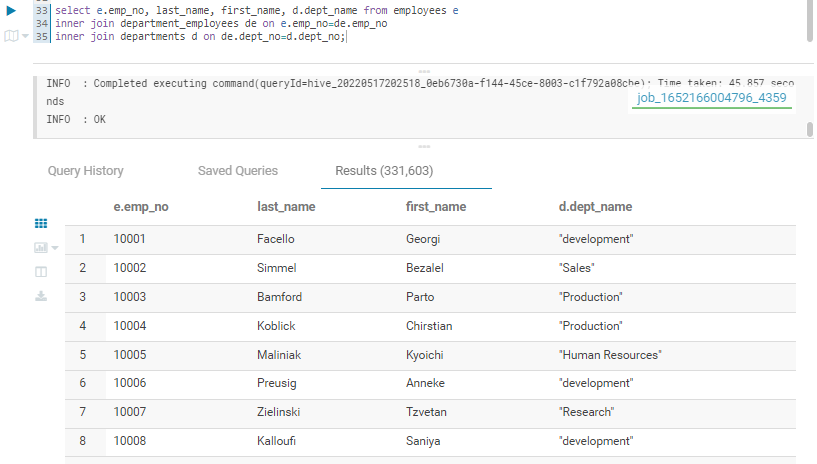 33 select e.emp_no, last_name, first_name, d.dept_name from employees e
34 inner join department_employees de on e.emp_no=de.emp_no
35 inner join departments d on de.dept_no=d.dept_no;
INFO : Completed executing command(queryId=hive_20220517202518_0eb6730a-f144-45ce-8003-c1f792a08cbe); Time taken: 45.857 seco
nds
job_1652166004796_4359
INFO : OK
Query History Saved Queries Results (331,603)
e.emp_no last_name first_name d.dept_name
1 10001 Facello Georgi "development"
2 10002 Simmel Bezalel "Sales"
3 10003 Bamford Parto "Production"
4 10004 Koblick Chirstian "Production"
5 10005 Maliniak Kyoichi "Human Resources"
6 10006 Preusig Anneke "development"
7 10007 Zielinski Tzvetan "Research"
8 10008 Kalloufi Saniya "development"